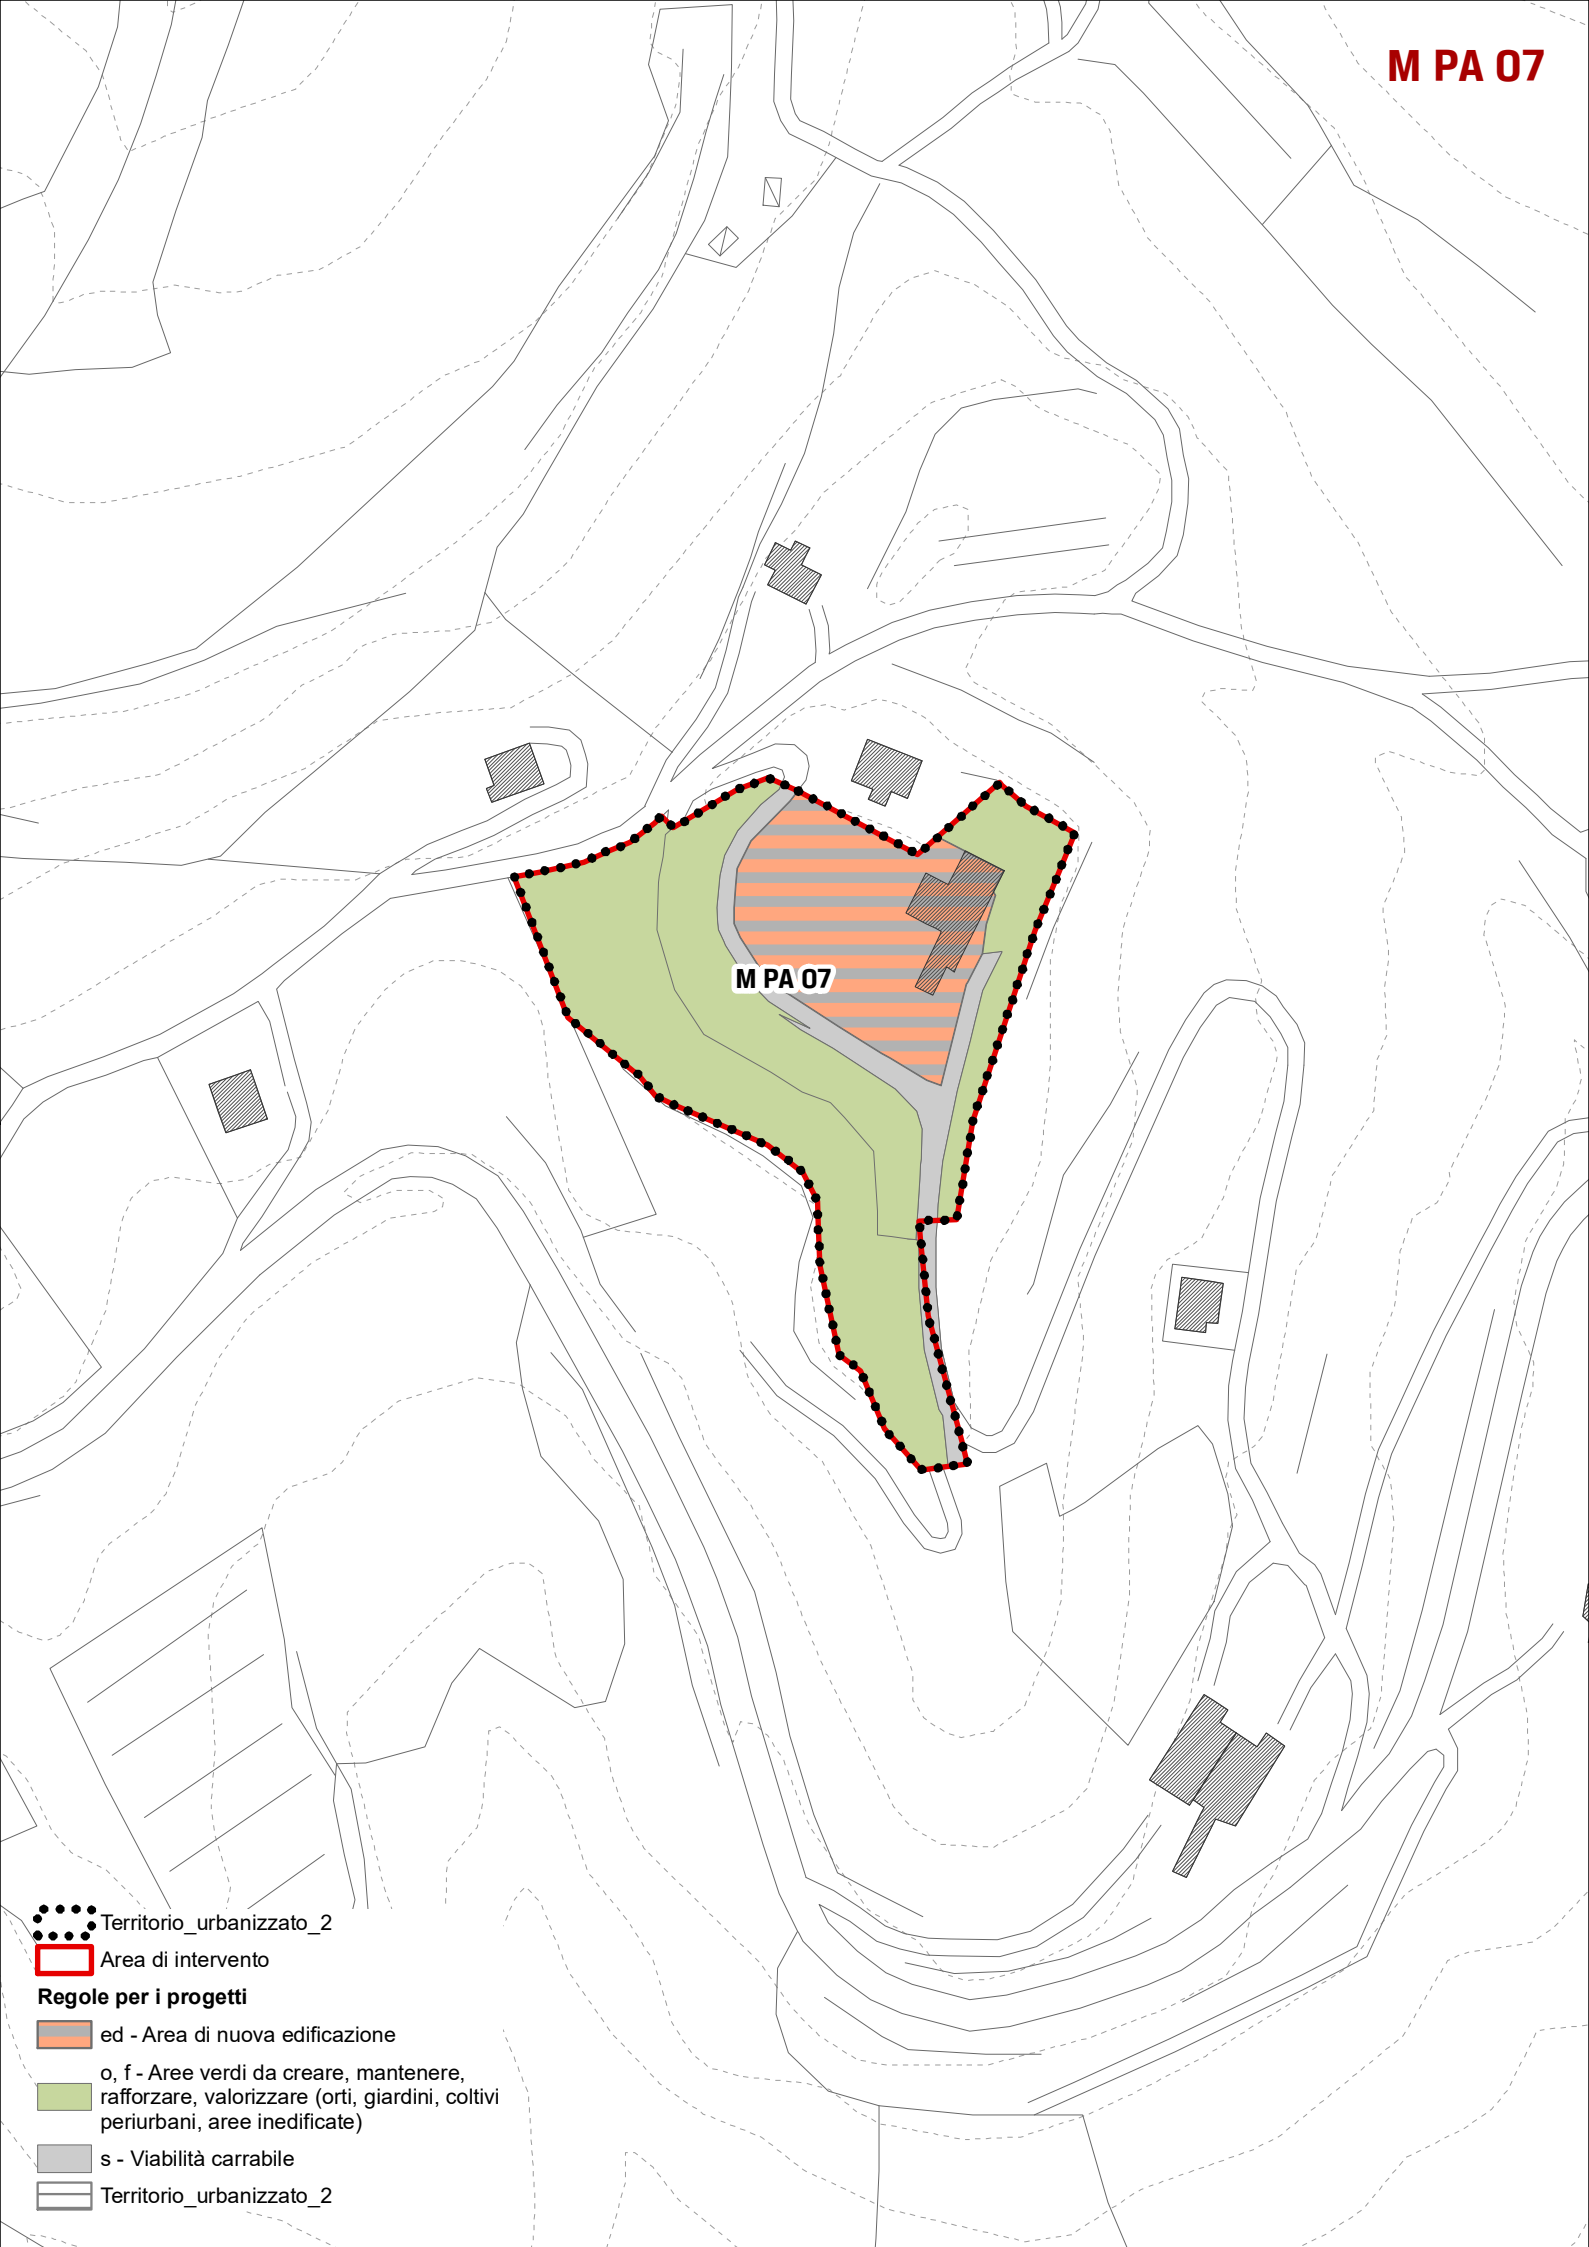 M PA 07
M PA 07
Territorio_urbanizzato_2
Area di intervento
Regole per i progetti
ed - Area di nuova edificazione
o, f - Aree verdi da creare, mantenere,
rafforzare, valorizzare (orti, giardini, coltivi
periurbani, aree inedificate)
s - Viabilità carrabile
Territorio_urbanizzato_2